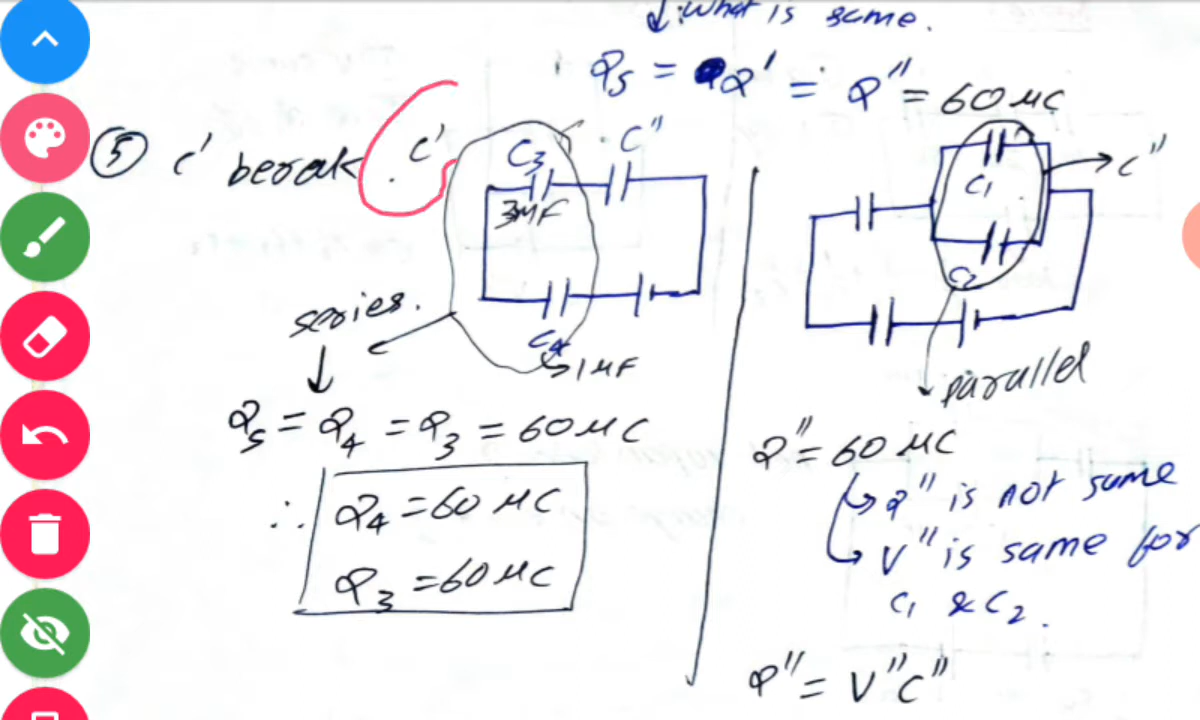 ↓ : what is same.
Qs = Q' = Q" = 60 μC
⑤ c' berak
C'
C3
C"
3μF
C4
1μF
series.
Qs = Q4 = Q3 = 60 μC
∴ Q4 = 60 μC
Q3 = 60 μC
C1
C"
C2
parallel
Q" = 60 μC
Q" is not same
V" is same for
C1 & C2.
Q" = V"C"